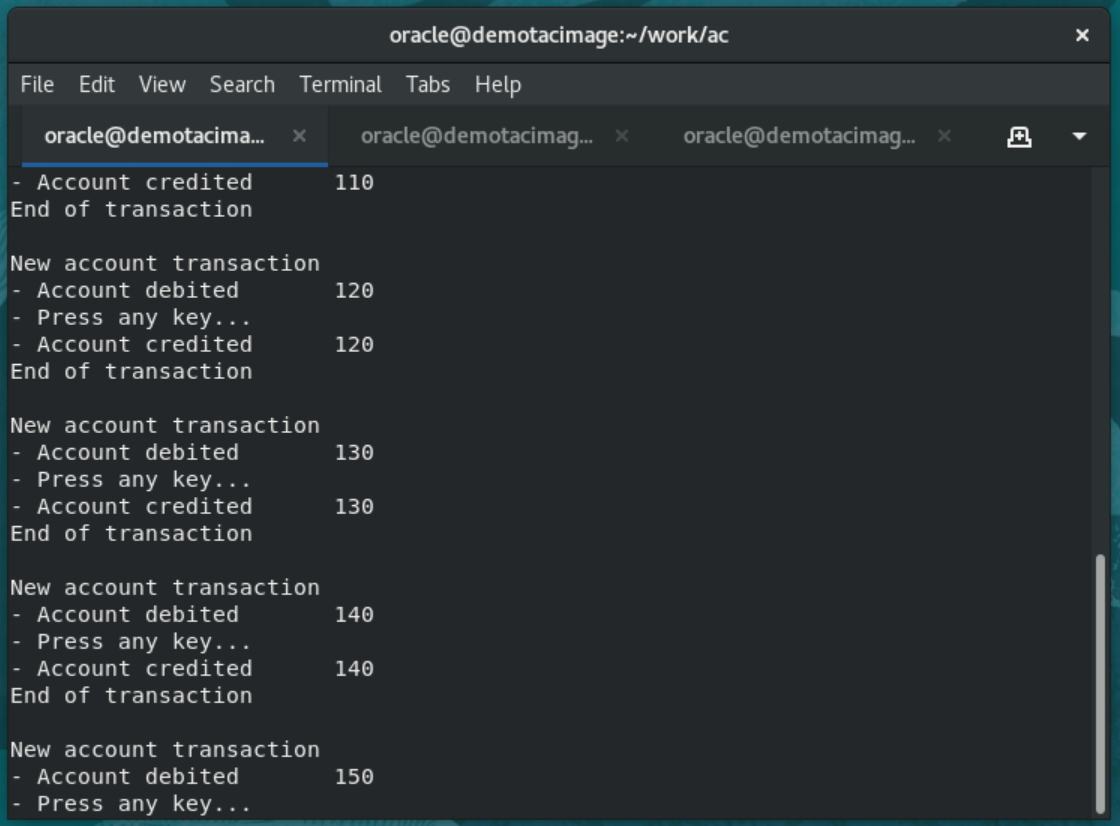 oracle@demotacimage:~/work/ac ×
File Edit View Search Terminal Tabs Help
oracle@demotacima... × oracle@demotacimag... × oracle@demotacimag... ×
- Account credited 110
End of transaction

New account transaction
- Account debited 120
- Press any key...
- Account credited 120
End of transaction

New account transaction
- Account debited 130
- Press any key...
- Account credited 130
End of transaction

New account transaction
- Account debited 140
- Press any key...
- Account credited 140
End of transaction

New account transaction
- Account debited 150
- Press any key...